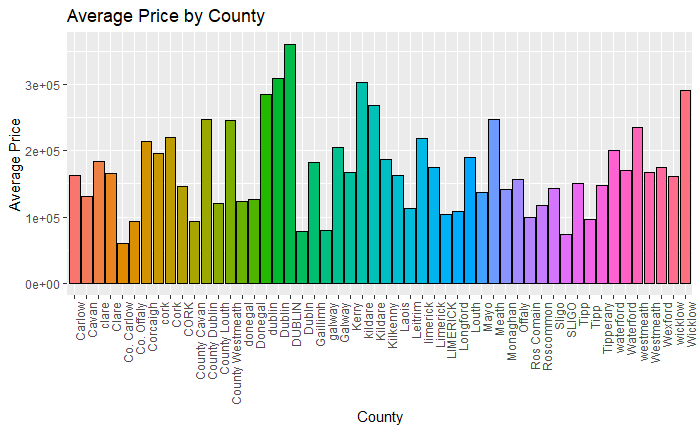 Average Price by County
Average Price
3e+05
2e+05
1e+05
0e+00
Carlow
Cavan
clare
Clare
Co. Carlow
Co. Offaly
Corcaigh
cork
Cork
CORK
County Cavan
County Dublin
County Louth
County Westmeath
donegal
Donegal
dublin
Dublin
DUBLIN
Dubln
Gaillimh
galway
Galway
Kerry
kildare
Kildare
Kilkenny
Laois
Leitrim
limerick
Limerick
LIMERICK
Longford
Louth
Mayo
Meath
Monaghan
Offaly
Ros Comain
Roscommon
Sligo
SLIGO
Tipp
Tipp
Tipperary
waterford
Waterford
westmeath
Westmeath
Wexford
wicklow
Wicklow
County